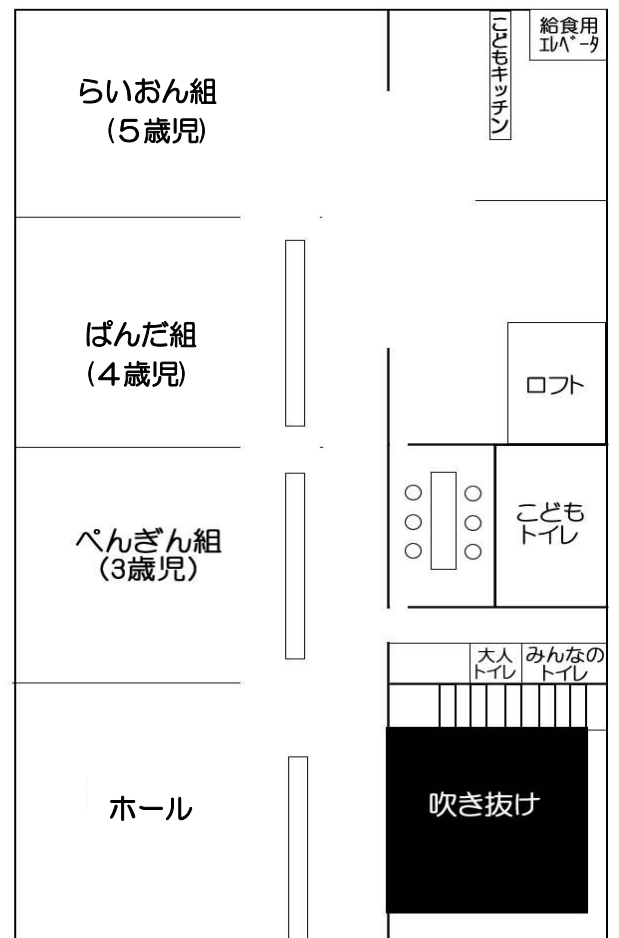 らいおん組
(５歳児)
こどもキッチン
給食用
ｴﾚﾍﾞｰﾀ
ぱんだ組
(４歳児)
ロフト
ぺんぎん組
(3歳児)
こども
トイレ
大人
トイレ
みんなの
トイレ
ホール
吹き抜け